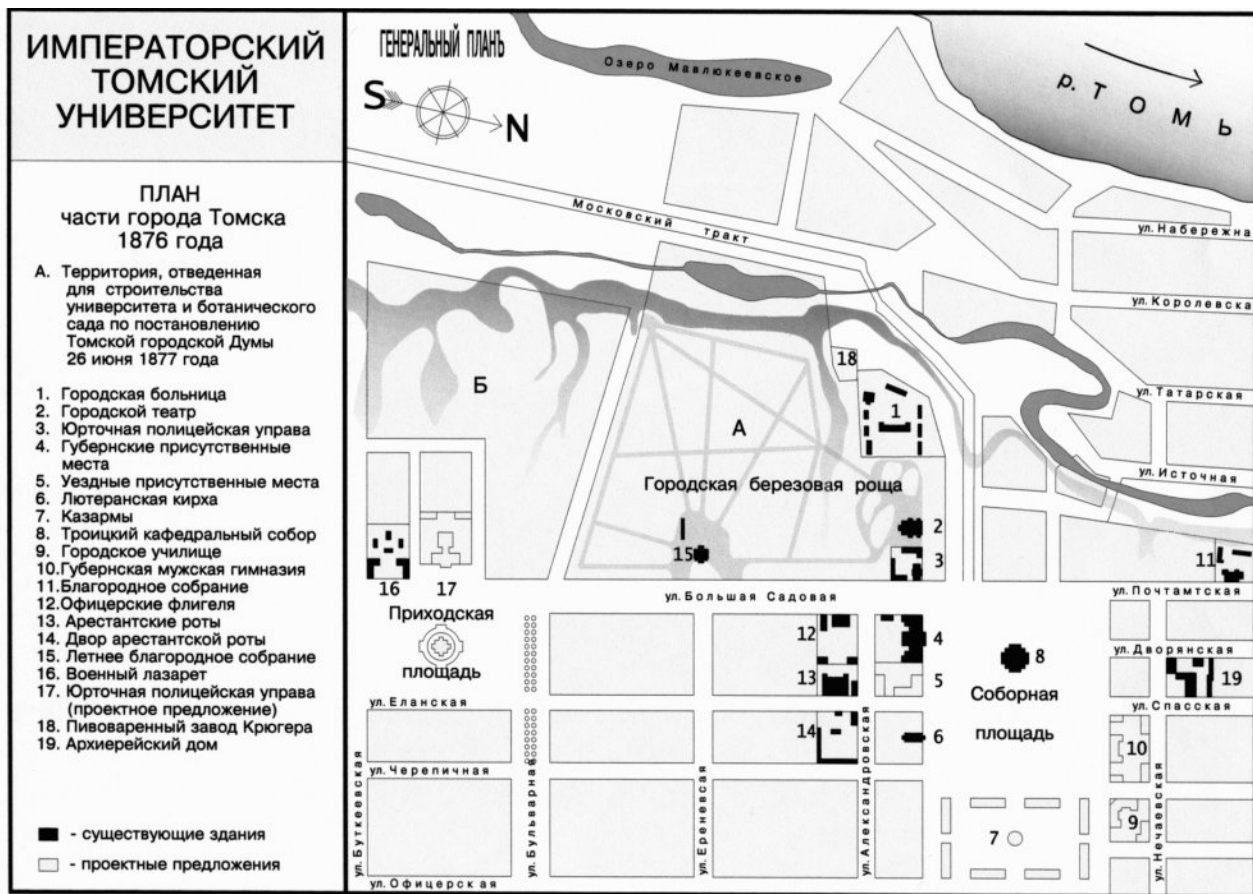 ИМПЕРАТОРСКИЙ
ТОМСКИЙ
УНИВЕРСИТЕТ
ПЛАН
части города Томска
1876 года
А. Территория, отведенная
для строительства
университета и ботанического
сада по постановлению
Томской городской Думы
26 июня 1877 года
1. Городская больница
2. Городской театр
3. Юрточная полицейская управа
4. Губернские присутственные
места
5. Уездные присутственные места
6. Лютеранская кирха
7. Казармы
8. Троицкий кафедральный собор
9. Городское училище
10. Губернская мужская гимназия
11. Благородное собрание
12. Офицерские флигеля
13. Арестантские роты
14. Двор арестантской роты
15. Летнее благородное собрание
16. Военный лазарет
17. Юрточная полицейская управа
(проектное предложение)
18. Пивоваренный завод Крюгера
19. Архиерейский дом
- существующие здания
- проектные предложения
ГЕНЕРАЛЬНЫЙ ПЛАНЪ
S
N
Озеро Мавлюкеевское
р. ТОМЬ
Московский тракт
ул. Набережна
ул. Королевска
ул. Татарская
ул. Источная
Б
А
18
1
Городская березовая роща
2
15
3
11
16
17
ул. Большая Садовая
ул. Почтамтская
Приходская
площадь
12
4
8
ул. Дворянская
13
5
Соборная
площадь
19
ул. Еланская
ул. Спасская
14
6
10
ул. Черепичная
7
9
ул. Буткеевская
ул. Бульварная
ул. Ереневсая
ул. Александровская
ул. Нечаевская
ул. Офицерская